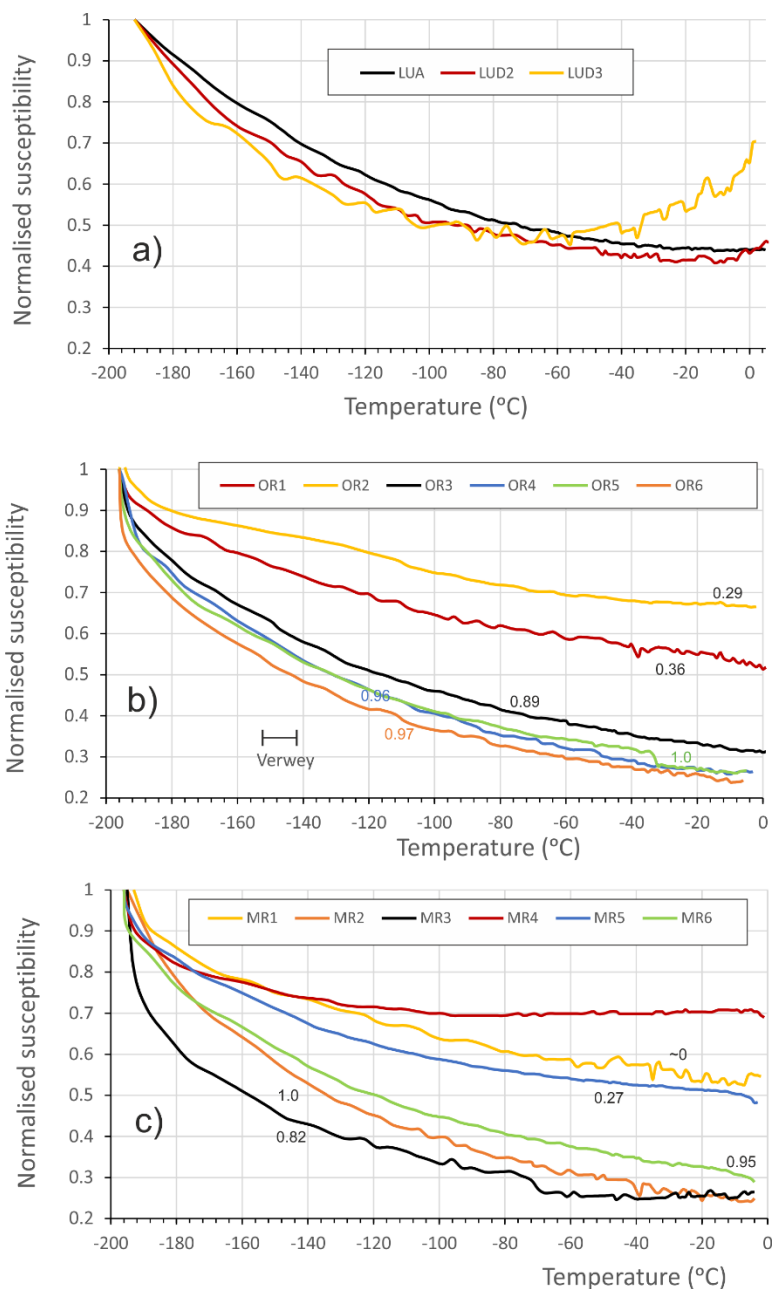 1
0.9
0.8
0.7
0.6
0.5
0.4
0.3
0.2
Normalised susceptibility
LUA LUD2 LUD3
a)
-200 -180 -160 -140 -120 -100 -80 -60 -40 -20 0
Temperature (°C)
1
0.9
0.8
0.7
0.6
0.5
0.4
0.3
0.2
Normalised susceptibility
OR1 OR2 OR3 OR4 OR5 OR6
0.29
0.36
0.96
0.89
b)
0.97
1.0
Verwey
-200 -180 -160 -140 -120 -100 -80 -60 -40 -20 0
Temperature (°C)
1
0.9
0.8
0.7
0.6
0.5
0.4
0.3
0.2
Normalised susceptibility
MR1 MR2 MR3 MR4 MR5 MR6
~0
1.0
0.27
c)
0.82
0.95
-200 -180 -160 -140 -120 -100 -80 -60 -40 -20 0
Temperature (°C)